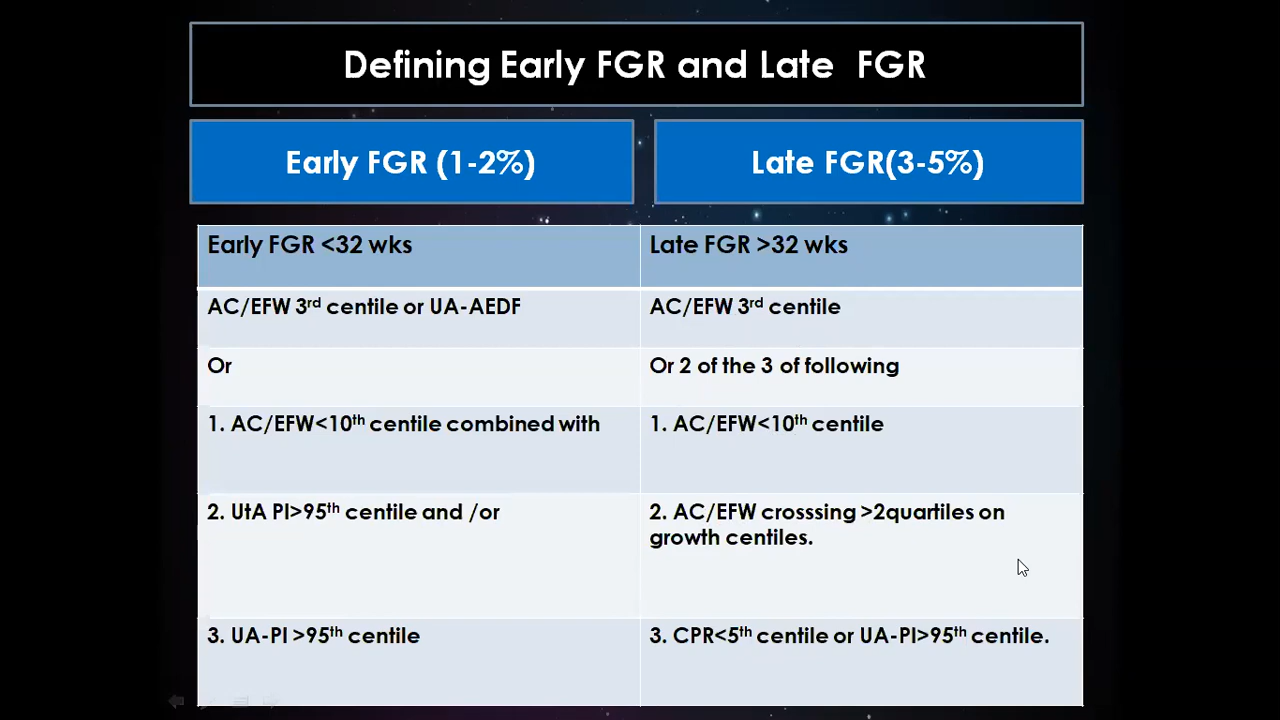 Defining Early FGR and Late FGR
Early FGR (1-2%)
Late FGR(3-5%)
Early FGR <32 wks
Late FGR >32 wks
AC/EFW 3rd centile or UA-AEDF
AC/EFW 3rd centile
Or
Or 2 of the 3 of following
1. AC/EFW<10th centile combined with
1. AC/EFW<10th centile
2. UtA PI>95th centile and /or
2. AC/EFW crosssing >2quartiles on
growth centiles.
3. UA-PI >95th centile
3. CPR<5th centile or UA-PI>95th centile.